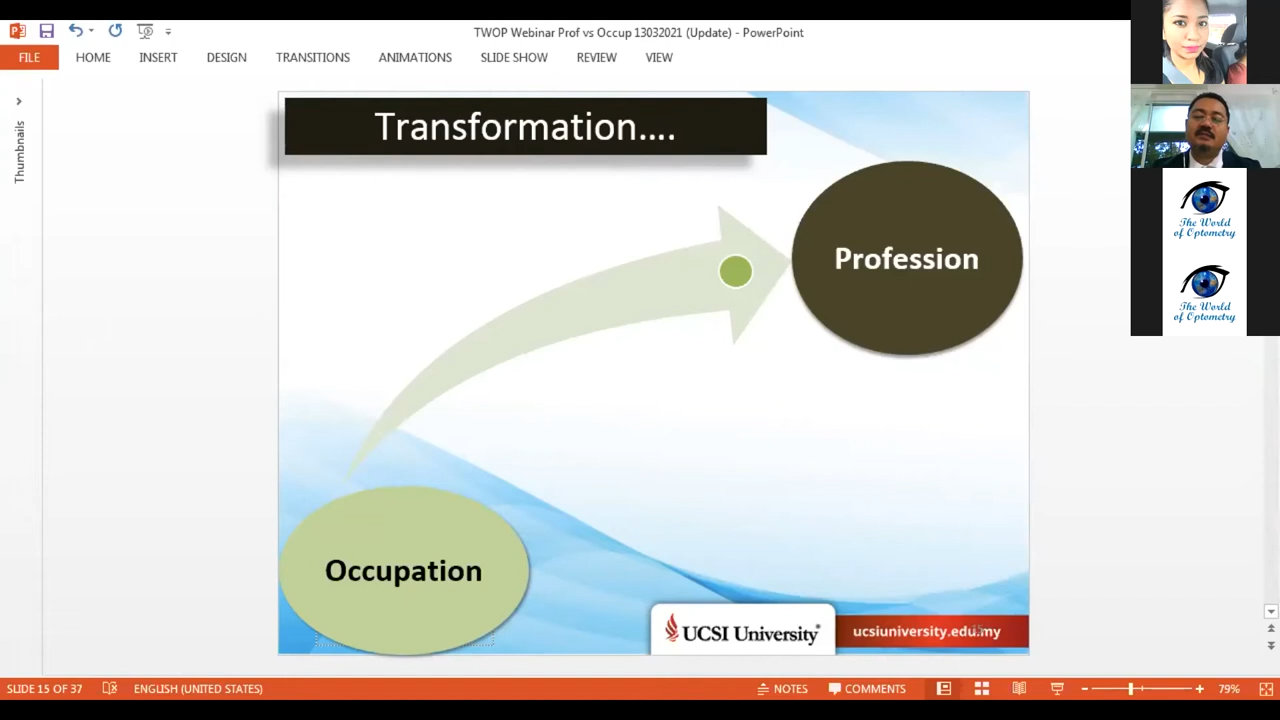 TWOP Webinar Prof vs Occup 13032021 (Update) - PowerPoint
FILE HOME INSERT DESIGN TRANSITIONS ANIMATIONS SLIDE SHOW REVIEW VIEW
Thumbnails
Transformation....
Profession
Occupation
UCSI University
ucsiuniversity.edu.my
The World
of Optometry
The World
of Optometry
SLIDE 15 OF 37 ENGLISH (UNITED STATES) NOTES COMMENTS 79%